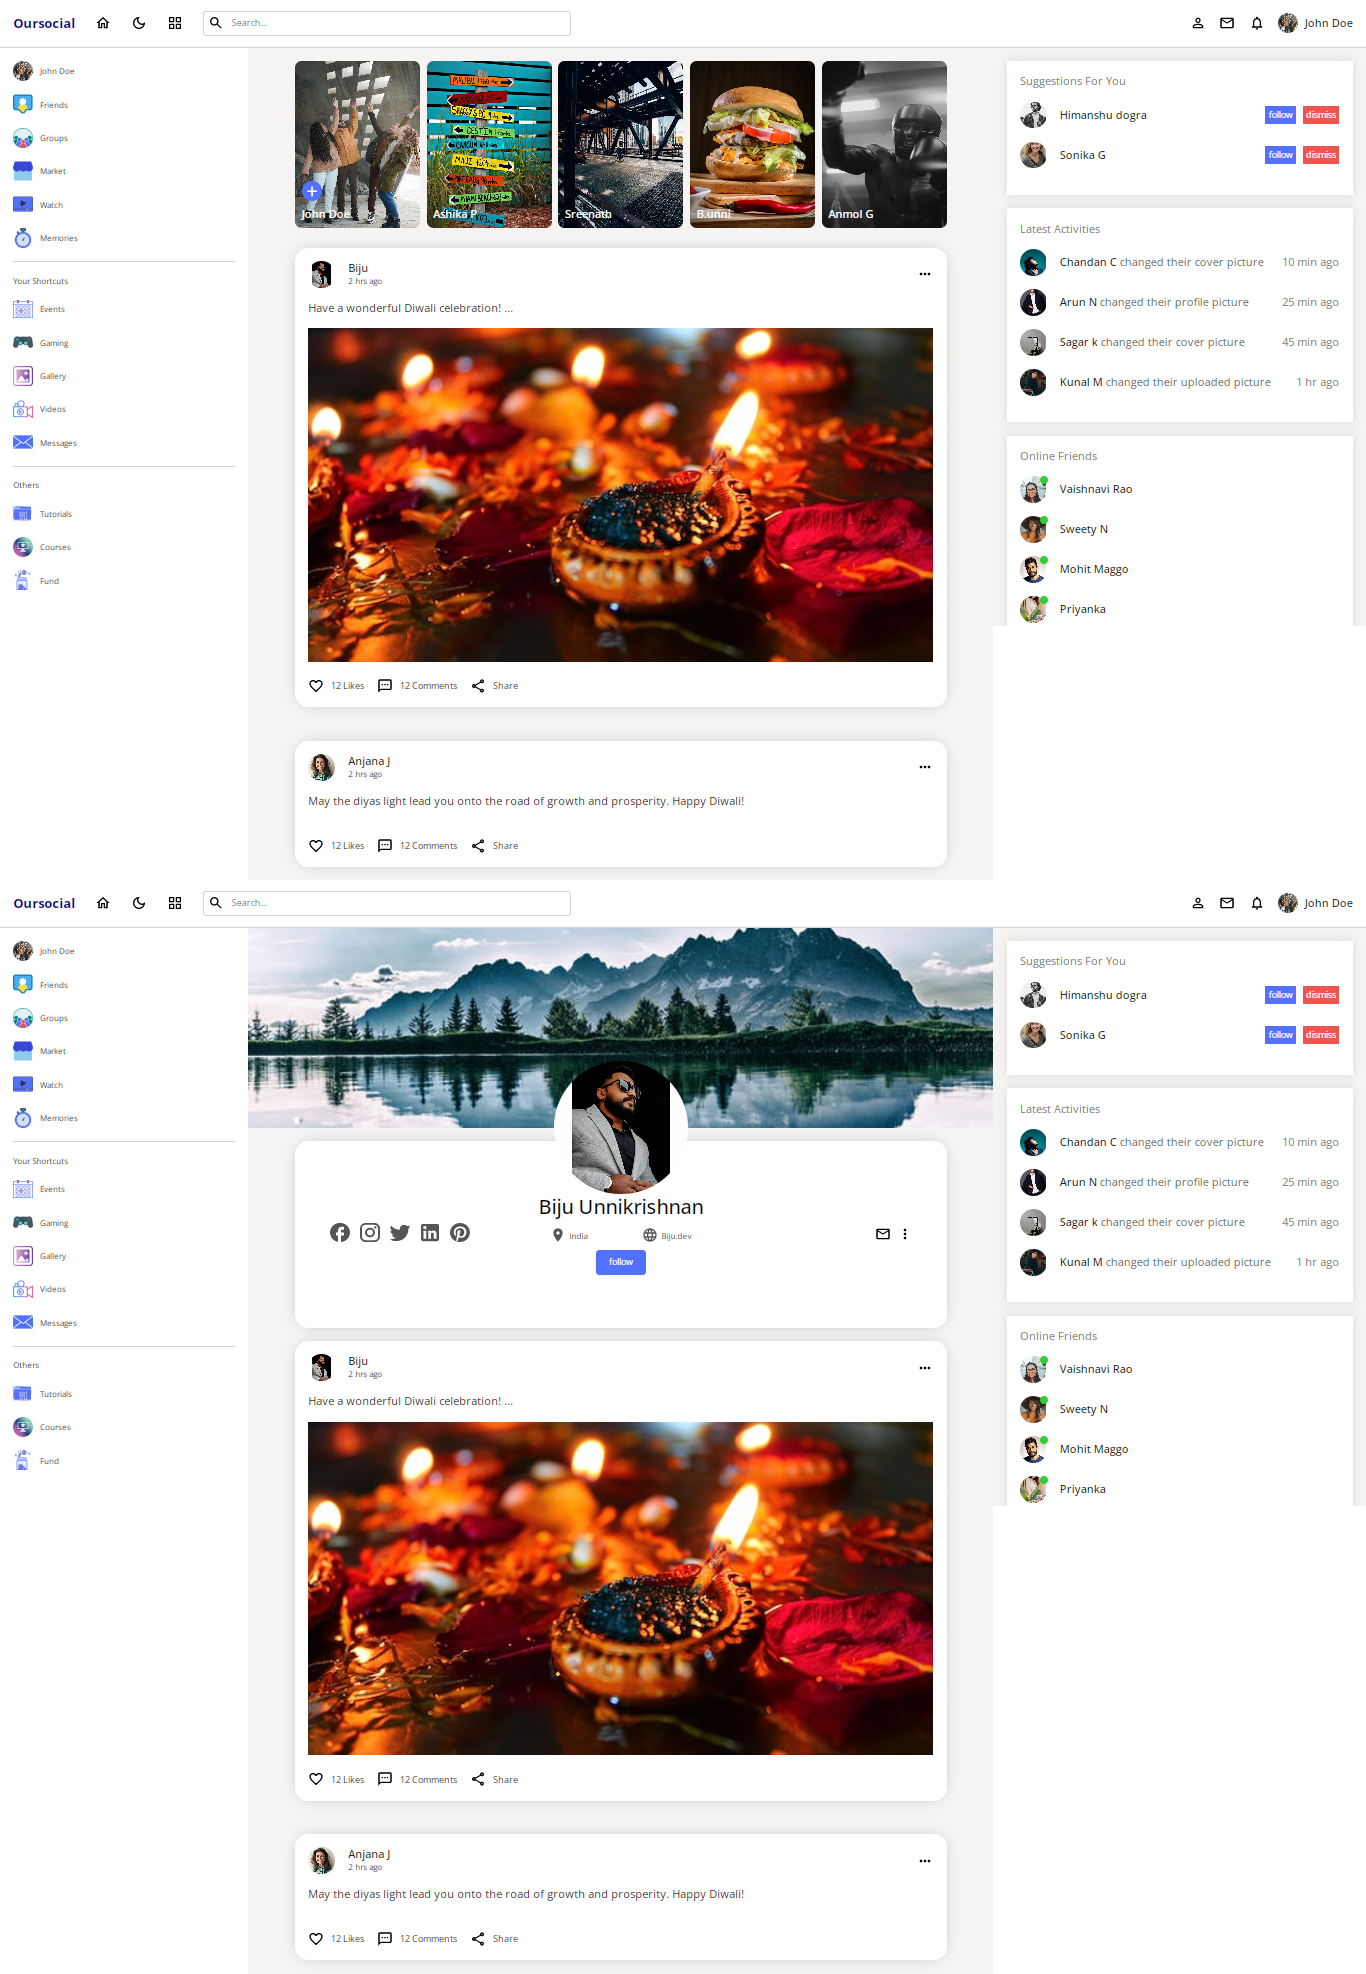 Oursocial
Search...
John Doe
John Doe
Friends
Groups
Market
Watch
Memories
Your Shortcuts
Events
Gaming
Gallery
Videos
Messages
Others
Tutorials
Courses
Fund
John Doe
Ashika P
Sreenath
B.unni
Anmol G
Biju
2 hrs ago
Have a wonderful Diwali celebration! ...
12 Likes 12 Comments Share
Anjana J
2 hrs ago
May the diyas light lead you onto the road of growth and prosperity. Happy Diwali!
12 Likes 12 Comments Share
Suggestions For You
Himanshu dogra follow dismiss
Sonika G follow dismiss
Latest Activities
Chandan C changed their cover picture 10 min ago
Arun N changed their profile picture 25 min ago
Sagar k changed their cover picture 45 min ago
Kunal M changed their uploaded picture 1 hr ago
Online Friends
Vaishnavi Rao
Sweety N
Mohit Maggo
Priyanka
Oursocial
Search...
John Doe
John Doe
Friends
Groups
Market
Watch
Memories
Your Shortcuts
Events
Gaming
Gallery
Videos
Messages
Others
Tutorials
Courses
Fund
Biju Unnikrishnan
India Biju.dev
follow
Biju
2 hrs ago
Have a wonderful Diwali celebration! ...
12 Likes 12 Comments Share
Anjana J
2 hrs ago
May the diyas light lead you onto the road of growth and prosperity. Happy Diwali!
12 Likes 12 Comments Share
Suggestions For You
Himanshu dogra follow dismiss
Sonika G follow dismiss
Latest Activities
Chandan C changed their cover picture 10 min ago
Arun N changed their profile picture 25 min ago
Sagar k changed their cover picture 45 min ago
Kunal M changed their uploaded picture 1 hr ago
Online Friends
Vaishnavi Rao
Sweety N
Mohit Maggo
Priyanka